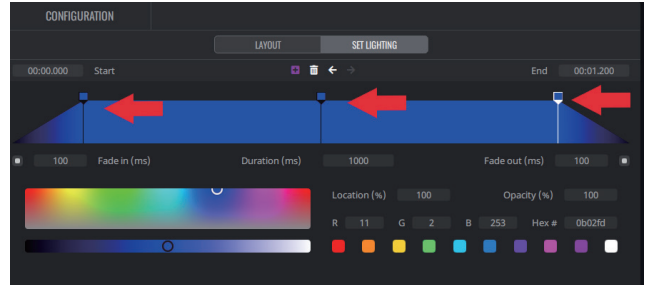 CONFIGURATION
LAYOUT SET LIGHTING
00:00.000 Start End 00:01.200
100 Fade in (ms) Duration (ms) 1000 Fade out (ms) 100
Location (%) 100 Opacity (%) 100
R 11 G 2 B 253 Hex # 0b02fd